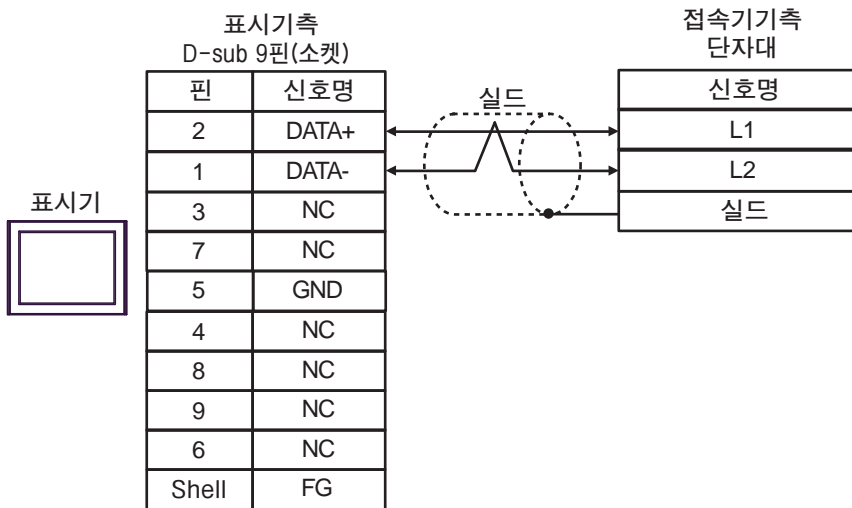 표시기측
D-sub 9핀(소켓)
핀 신호명
2 DATA+
1 DATA-
3 NC
7 NC
5 GND
4 NC
8 NC
9 NC
6 NC
Shell FG
표시기
실드
접속기기측
단자대
신호명
L1
L2
실드